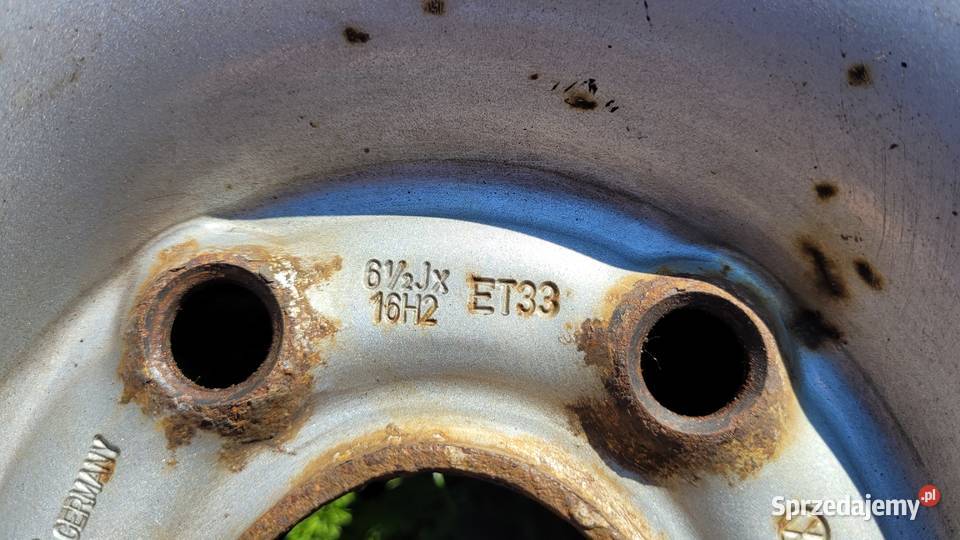 6½Jx
16H2
ET33
GERMANY
Sprzedajemy.pl